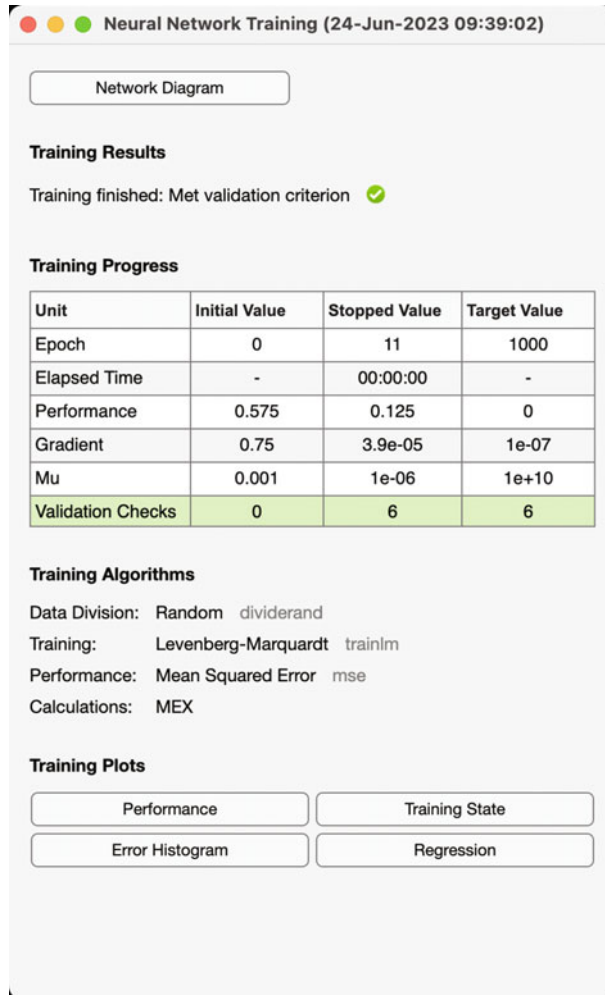 Neural Network Training (24-Jun-2023 09:39:02)
Network Diagram
Training Results
Training finished: Met validation criterion
Training Progress
Unit Initial Value Stopped Value Target Value
Epoch 0 11 1000
Elapsed Time - 00:00:00 -
Performance 0.575 0.125 0
Gradient 0.75 3.9e-05 1e-07
Mu 0.001 1e-06 1e+10
Validation Checks 0 6 6
Training Algorithms
Data Division: Random dividerand
Training: Levenberg-Marquardt trainlm
Performance: Mean Squared Error mse
Calculations: MEX
Training Plots
Performance Training State
Error Histogram Regression